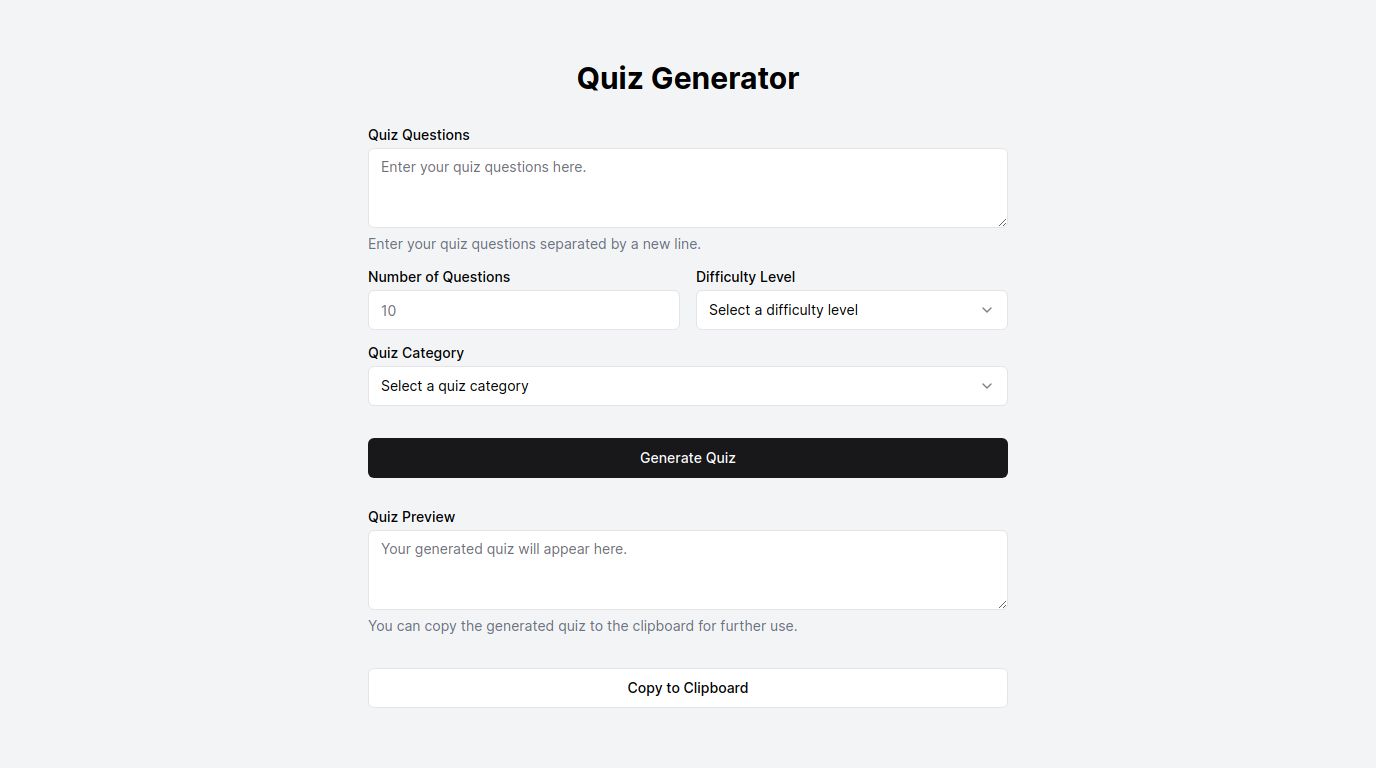 Quiz Generator
Quiz Questions
Enter your quiz questions here.
Enter your quiz questions separated by a new line.
Number of Questions
10
Difficulty Level
Select a difficulty level
Quiz Category
Select a quiz category
Generate Quiz
Quiz Preview
Your generated quiz will appear here.
You can copy the generated quiz to the clipboard for further use.
Copy to Clipboard